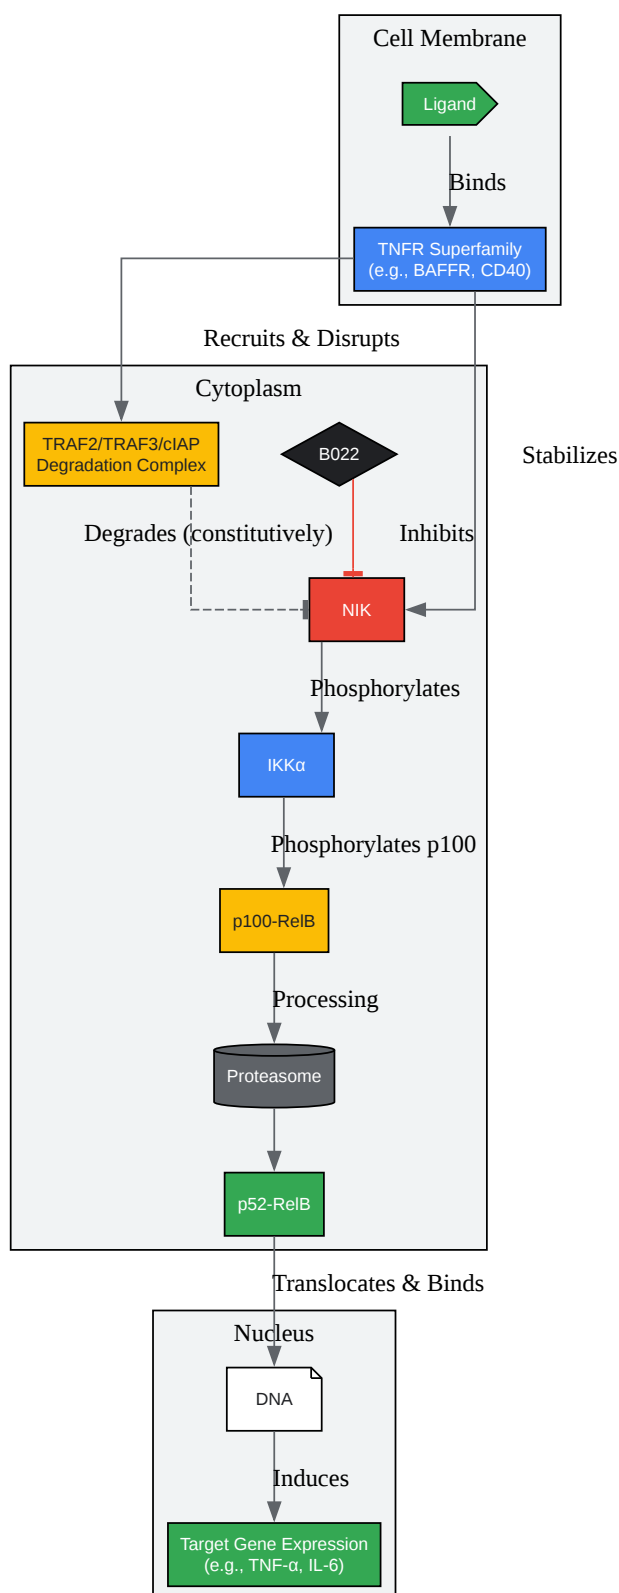 Cell Membrane
Ligand
Binds
TNFR Superfamily
(e.g., BAFFR, CD40)
Recruits & Disrupts
Cytoplasm
TRAF2/TRAF3/cIAP
Degradation Complex
B022
Stabilizes
Degrades (constitutively)
Inhibits
NIK
Phosphorylates
IKKα
Phosphorylates p100
p100-RelB
Processing
Proteasome
p52-RelB
Translocates & Binds
Nucleus
DNA
Induces
Target Gene Expression
(e.g., TNF-α, IL-6)